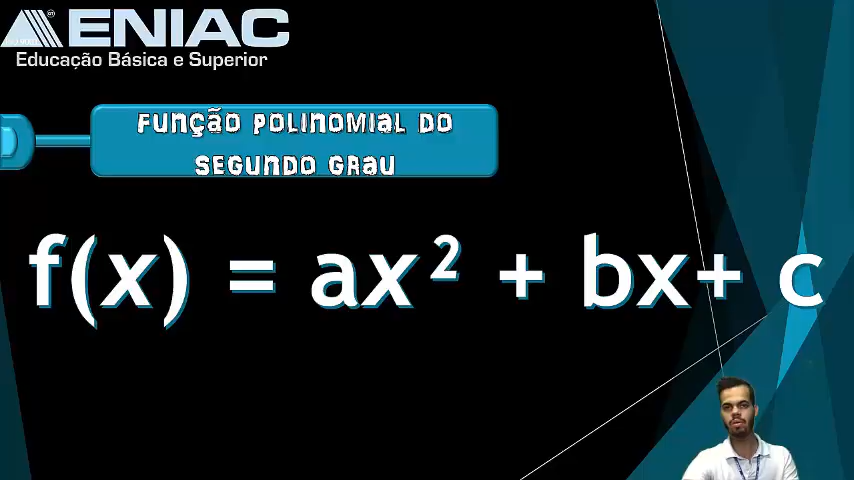 ENIAC
Educação Básica e Superior
Função Polinomial do
Segundo Grau
f(x) = ax² + bx+ c